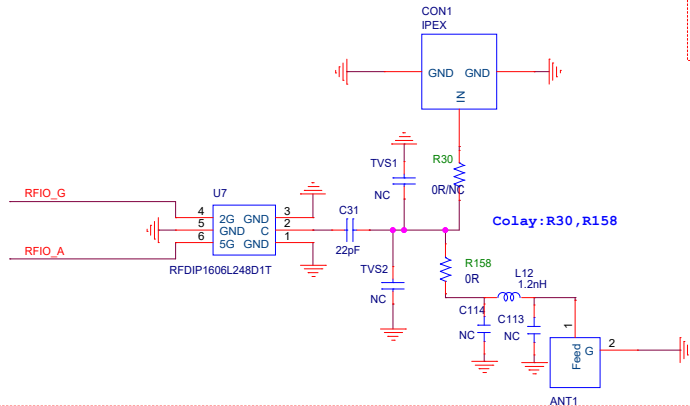 CON1
IPEX
GND GND
IN
TVS1
NC
R30
0R/NC
Colay:R30,R158
RFIO_G
RFIO_A
U7
4 2G GND 3
5 GND C 2
6 5G GND 1
RFDIP1606L248D1T
C31
22pF
TVS2
NC
R158
0R
L12
1.2nH
C114
NC
C113
NC
1
Feed
G
2
ANT1